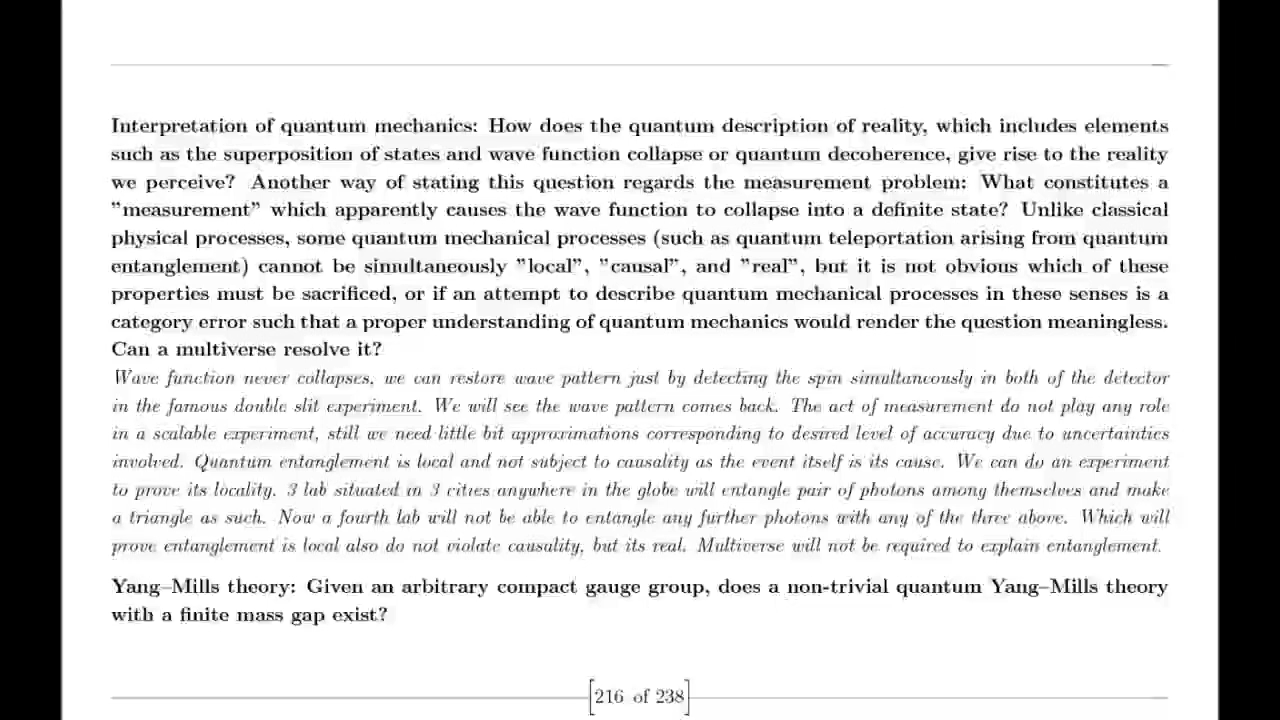 Interpretation of quantum mechanics: How does the quantum description of reality, which includes elements
such as the superposition of states and wave function collapse or quantum decoherence, give rise to the reality
we perceive? Another way of stating this question regards the measurement problem: What constitutes a
”measurement” which apparently causes the wave function to collapse into a definite state? Unlike classical
physical processes, some quantum mechanical processes (such as quantum teleportation arising from quantum
entanglement) cannot be simultaneously ”local”, ”causal”, and ”real”, but it is not obvious which of these
properties must be sacrificed, or if an attempt to describe quantum mechanical processes in these senses is a
category error such that a proper understanding of quantum mechanics would render the question meaningless.
Can a multiverse resolve it?
Wave function never collapses, we can restore wave pattern just by detecting the spin simultaneously in both of the detector
in the famous double slit experiment. We will see the wave pattern comes back. The act of measurement do not play any role
in a scalable experiment, still we need little bit approximations corresponding to desired level of accuracy due to uncertainties
involved. Quantum entanglement is local and not subject to causality as the event itself is its cause. We can do an experiment
to prove its locality. 3 lab situated in 3 cities anywhere in the globe will entangle pair of photons among themselves and make
a triangle as such. Now a fourth lab will not be able to entangle any further photons with any of the three above. Which will
prove entanglement is local also do not violate causality, but its real. Multiverse will not be required to explain entanglement.
Yang–Mills theory: Given an arbitrary compact gauge group, does a non-trivial quantum Yang–Mills theory
with a finite mass gap exist?
[216 of 238]